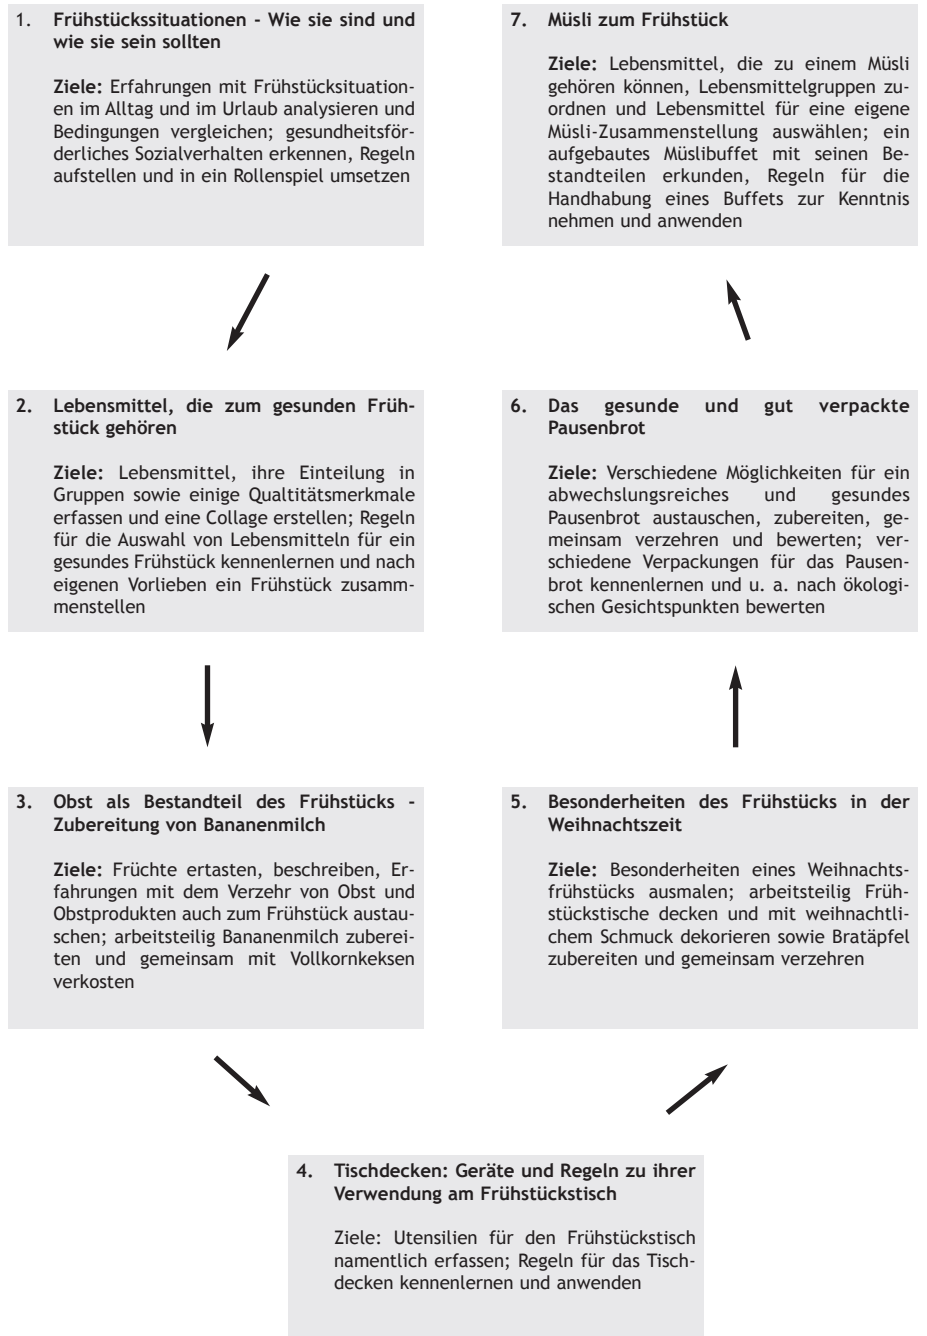 1. Frühstückssituationen - Wie sie sind und
wie sie sein sollten
Ziele: Erfahrungen mit Frühstücksituation-
en im Alltag und im Urlaub analysieren und
Bedingungen vergleichen; gesundheitsför-
derliches Sozialverhalten erkennen, Regeln
aufstellen und in ein Rollenspiel umsetzen
2. Lebensmittel, die zum gesunden Früh-
stück gehören
Ziele: Lebensmittel, ihre Einteilung in
Gruppen sowie einige Qualtitätsmerkmale
erfassen und eine Collage erstellen; Regeln
für die Auswahl von Lebensmitteln für ein
gesundes Frühstück kennenlernen und nach
eigenen Vorlieben ein Frühstück zusamm-
menstellen
3. Obst als Bestandteil des Frühstücks -
Zubereitung von Bananenmilch
Ziele: Früchte ertasten, beschreiben, Er-
fahrungen mit dem Verzehr von Obst und
Obstprodukten auch zum Frühstück austau-
schen; arbeitsteilig Bananenmilch zuberei-
ten und gemeinsam mit Vollkornkeksen
verkosten
4. Tischdecken: Geräte und Regeln zu ihrer
Verwendung am Frühstückstisch
Ziele: Utensilien für den Frühstückstisch
namentlich erfassen; Regeln für das Tisch-
decken kennenlernen und anwenden
5. Besonderheiten des Frühstücks in der
Weihnachtszeit
Ziele: Besonderheiten eines Weihnachts-
frühstücks ausmalen; arbeitsteilig Früh-
stückstische decken und mit weihnachtli-
chem Schmuck dekorieren sowie Bratäpfel
zubereiten und gemeinsam verzehren
6. Das gesunde und gut verpackte
Pausenbrot
Ziele: Verschiedene Möglichkeiten für ein
abwechslungsreiches und gesundes
Pausenbrot austauschen, zubereiten, ge-
meinsam verzehren und bewerten; ver-
schiedene Verpackungen für das Pausen-
brot kennenlernen und u. a. nach ökologi-
schen Gesichtspunkten bewerten
7. Müsli zum Frühstück
Ziele: Lebensmittel, die zu einem Müsli
gehören können, Lebensmittelgruppen zu-
ordnen und Lebensmittel für eine eigene
Müsli-Zusammenstellung auswählen; ein
aufgebautes Müslibuffet mit seinen Be-
standteilen erkunden, Regeln für die
Handhabung eines Buffets zur Kenntnis
nehmen und anwenden